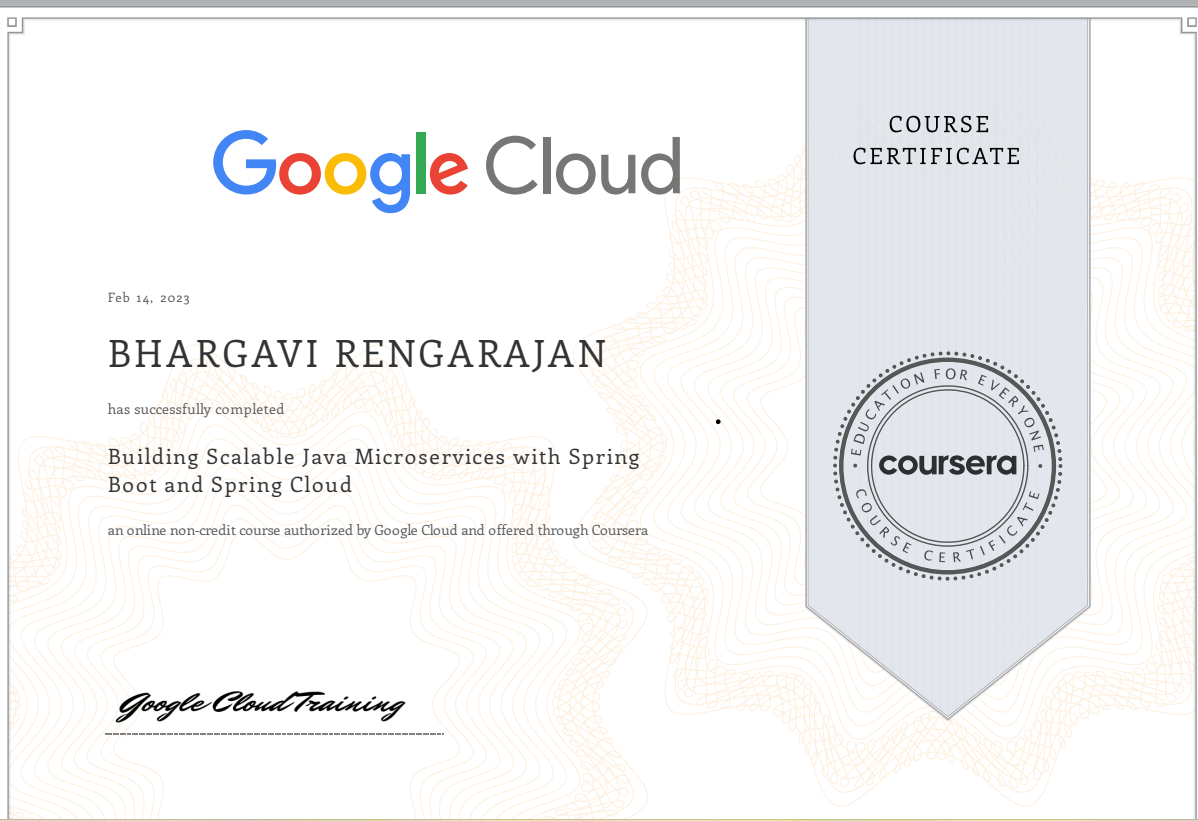 Google Cloud
COURSE
CERTIFICATE
Feb 14, 2023
BHARGAVI RENGARAJAN
has successfully completed
Building Scalable Java Microservices with Spring
Boot and Spring Cloud
an online non-credit course authorized by Google Cloud and offered through Coursera
EDUCATION FOR EVERYONE
coursera
COURSE CERTIFICATE
Google Cloud Training